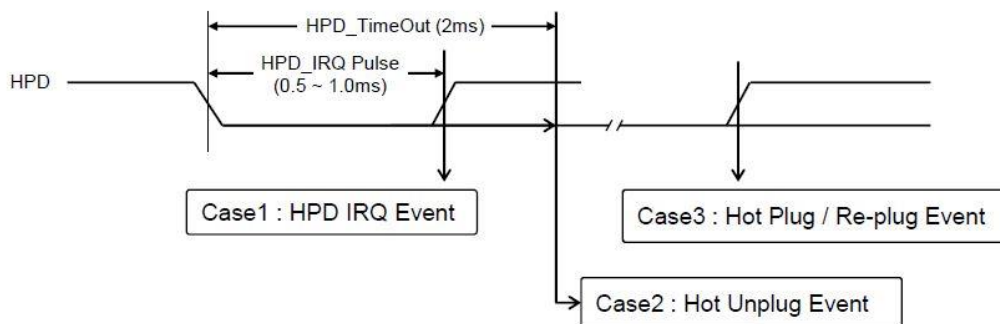 HPD_TimeOut (2ms)
HPD_IRQ Pulse
(0.5 ~ 1.0ms)
HPD
Case1 : HPD IRQ Event
Case3 : Hot Plug / Re-plug Event
Case2 : Hot Unplug Event